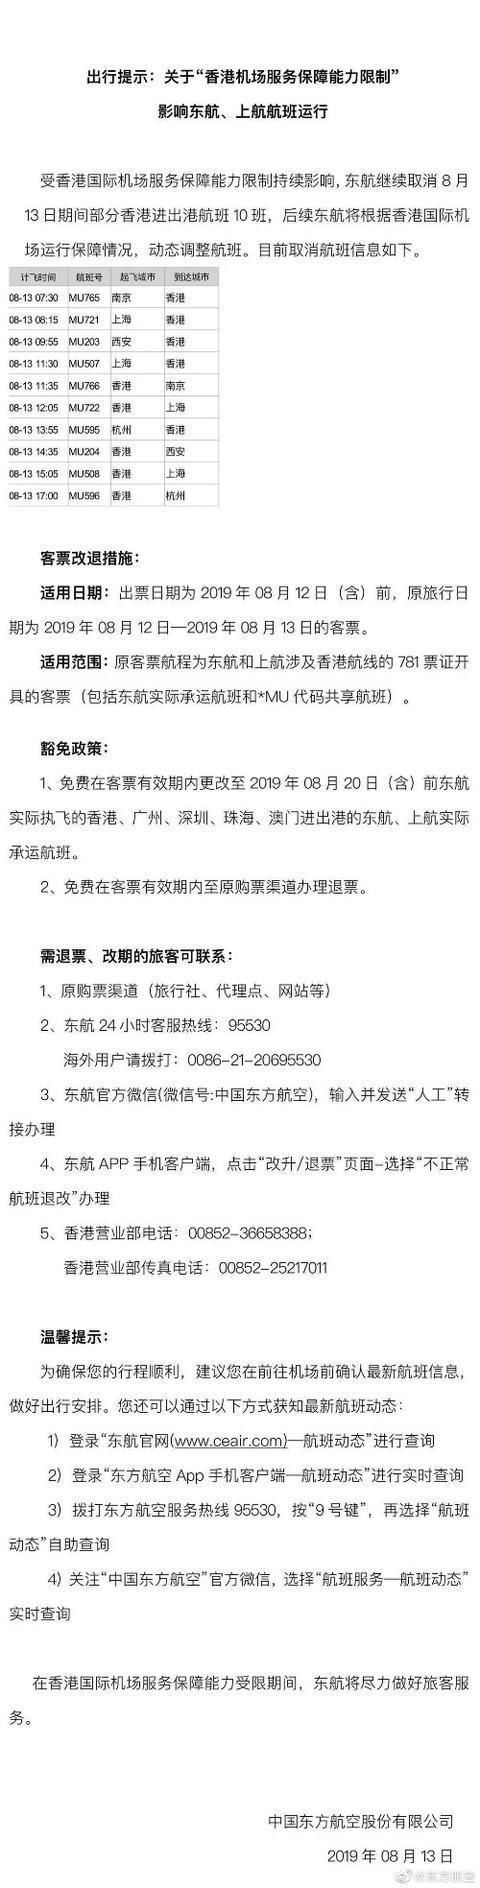 出行提示：关于“香港机场服务保障能力限制”
影响东航、上航航班运行
受香港国际机场服务保障能力限制持续影响，东航继续取消 8 月
13 日期间部分香港进出港航班 10 班，后续东航将根据香港国际机
场运行保障情况，动态调整航班。目前取消航班信息如下。
计飞时间 航班号 起飞城市 到达城市
08-13 07:30 MU765 南京 香港
08-13 08:15 MU721 上海 香港
08-13 09:55 MU203 西安 香港
08-13 11:30 MU507 上海 香港
08-13 11:35 MU766 香港 南京
08-13 12:05 MU722 香港 上海
08-13 13:55 MU595 杭州 香港
08-13 14:35 MU204 香港 西安
08-13 15:05 MU508 香港 上海
08-13 17:00 MU596 香港 杭州
客票改退措施：
适用日期：出票日期为 2019 年 08 月 12 日（含）前，原旅行日
期为 2019 年 08 月 12 日—2019 年 08 月 13 日的客票。
适用范围：原客票航程为东航和上航涉及香港航线的 781 票证开
具的客票（包括东航实际承运航班和*MU 代码共享航班）。
豁免政策：
1、免费在客票有效期内更改至 2019 年 08 月 20 日（含）前东航
实际执飞的香港、广州、深圳、珠海、澳门进出港的东航、上航实际
承运航班。
2、免费在客票有效期内至原购票渠道办理退票。
需退票、改期的旅客可联系：
1、原购票渠道（旅行社、代理点、网站等）
2、东航 24 小时客服热线：95530
海外用户请拨打：0086-21-20695530
3、东航官方微信(微信号:中国东方航空)，输入并发送“人工”转
接办理
4、东航 APP 手机客户端，点击“改升/退票”页面-选择“不正常
航班退改”办理
5、香港营业部电话：00852-36658388；
香港营业部传真电话：00852-25217011
温馨提示：
为确保您的行程顺利，建议您在前往机场前确认最新航班信息，
做好出行安排。您还可以通过以下方式获知最新航班动态：
1）登录“东航官网(www.ceair.com)—航班动态”进行查询
2）登录“东方航空 App 手机客户端—航班动态”进行实时查询
3）拨打东方航空服务热线 95530，按“9 号键”，再选择“航班
动态”自助查询
4）关注“中国东方航空”官方微信，选择“航班服务—航班动态”
实时查询
在香港国际机场服务保障能力受限期间，东航将尽力做好旅客服
务。
中国东方航空股份有限公司
2019 年 08 月 13 日
@东方航空